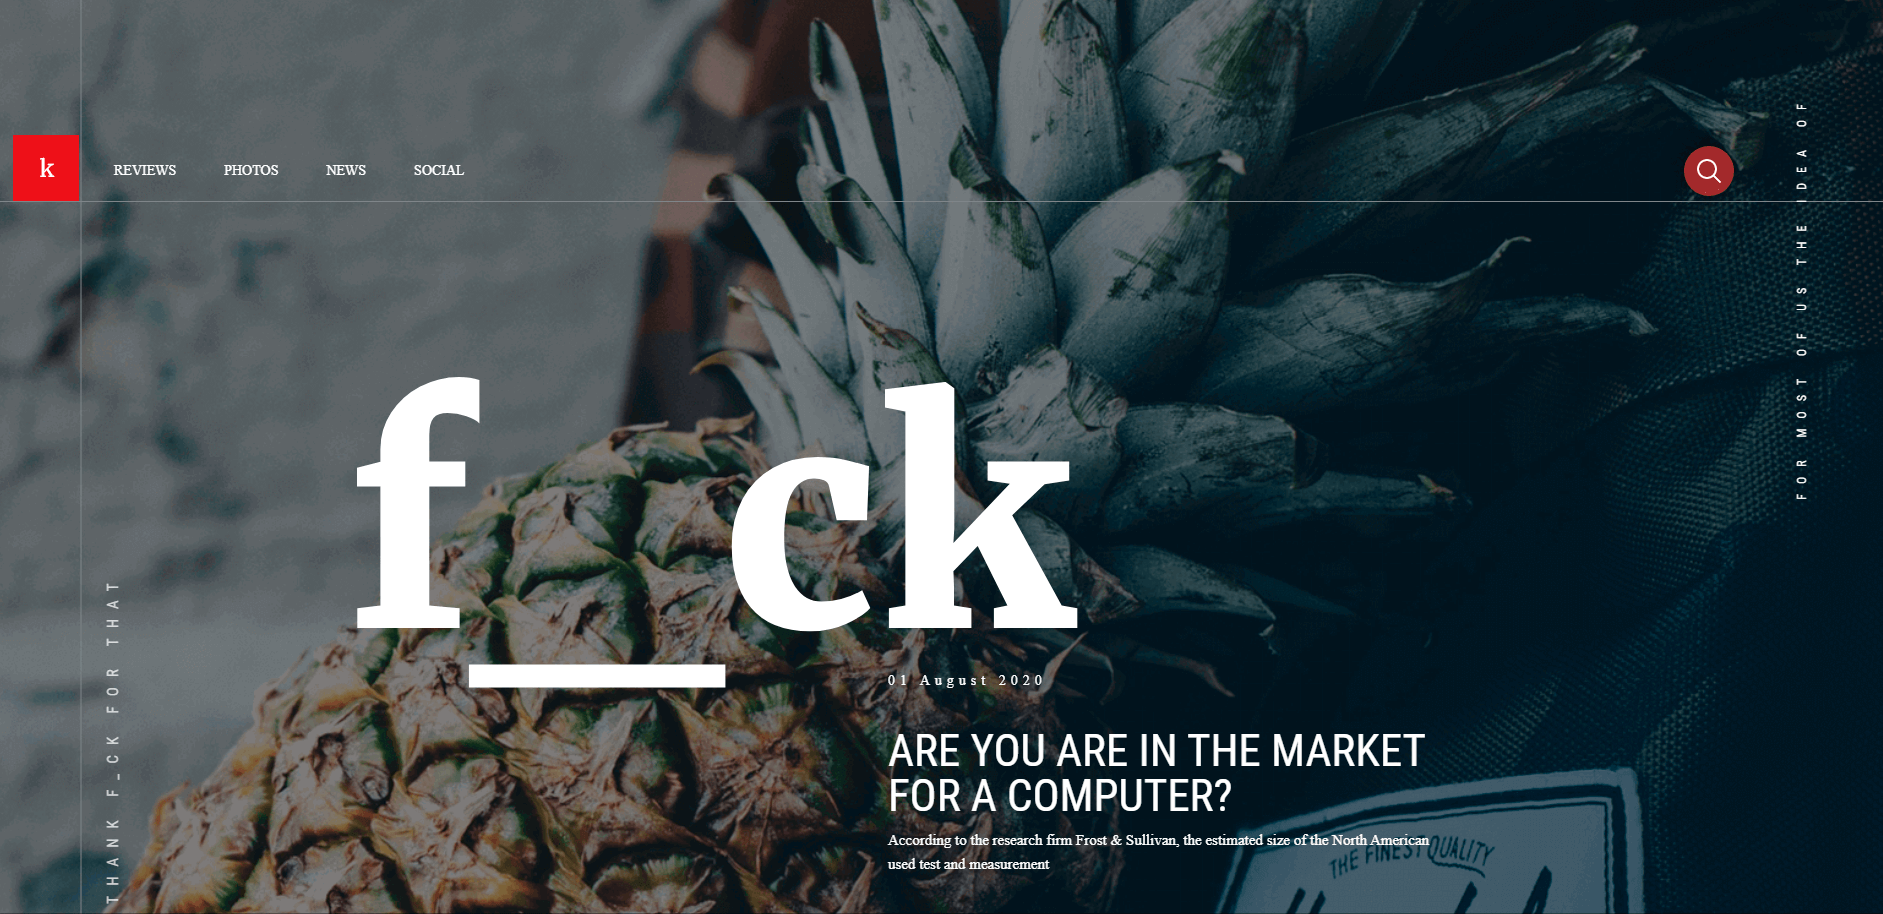 k
REVIEWS
PHOTOS
NEWS
SOCIAL
FOR MOST OF US THE IDEA OF
f_ck
THANK F_CK FOR THAT
01 August 2020
ARE YOU ARE IN THE MARKET
FOR A COMPUTER?
According to the research firm Frost & Sullivan, the estimated size of the North American
used test and measurement
THE FINEST QUALITY